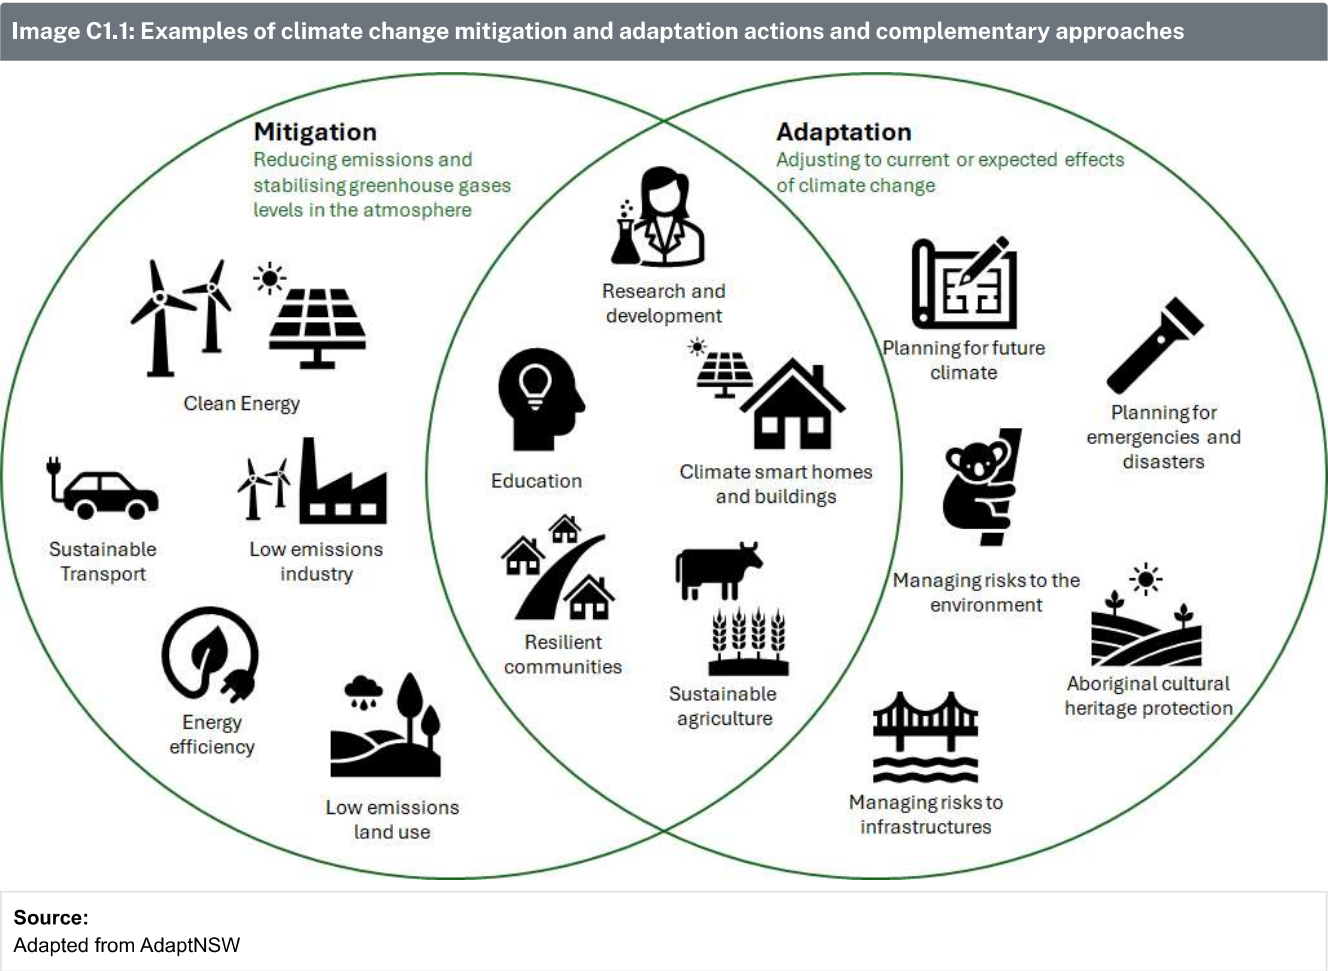 Image C1.1: Examples of climate change mitigation and adaptation actions and complementary approaches
Mitigation
Reducing emissions and
stabilising greenhouse gases
levels in the atmosphere
Adaptation
Adjusting to current or expected effects
of climate change
Research and
development
Clean Energy
Planning for future
climate
Planning for
emergencies and
disasters
Education
Climate smart homes
and buildings
Sustainable
Transport
Low emissions
industry
Managing risks to the
environment
Resilient
communities
Sustainable
agriculture
Aboriginal cultural
heritage protection
Energy
efficiency
Low emissions
land use
Managing risks to
infrastructures
Source:
Adapted from AdaptNSW